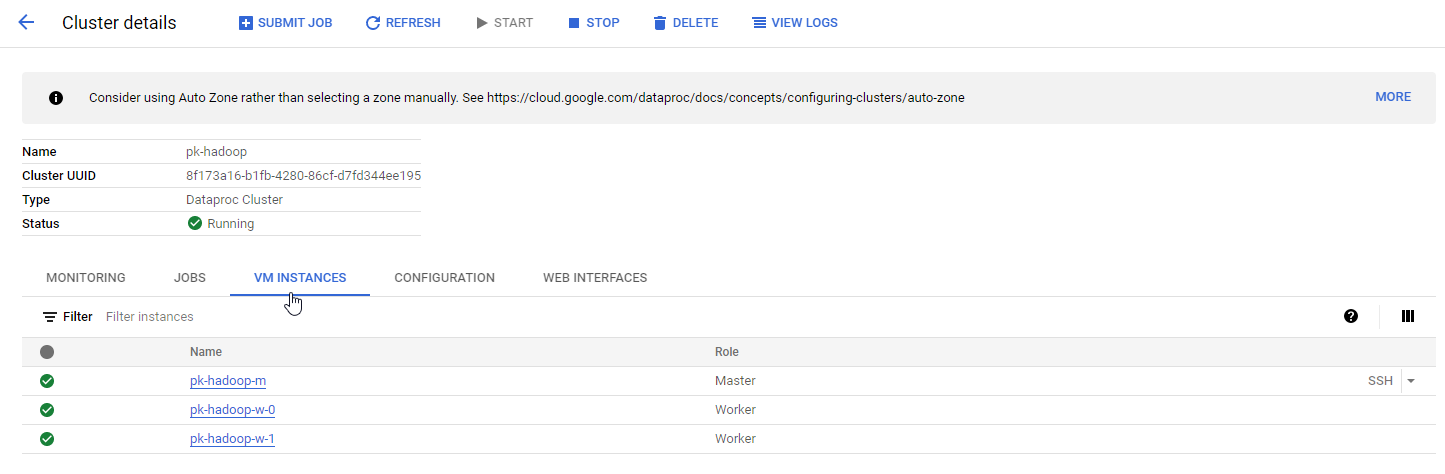 Cluster details SUBMIT JOB REFRESH START STOP DELETE VIEW LOGS
Consider using Auto Zone rather than selecting a zone manually. See https://cloud.google.com/dataproc/docs/concepts/configuring-clusters/auto-zone MORE
Name pk-hadoop
Cluster UUID 8f173a16-b1fb-4280-86cf-d7fd344ee195
Type Dataproc Cluster
Status Running
MONITORING JOBS VM INSTANCES CONFIGURATION WEB INTERFACES
Filter Filter instances
Name Role
pk-hadoop-m Master SSH
pk-hadoop-w-0 Worker
pk-hadoop-w-1 Worker